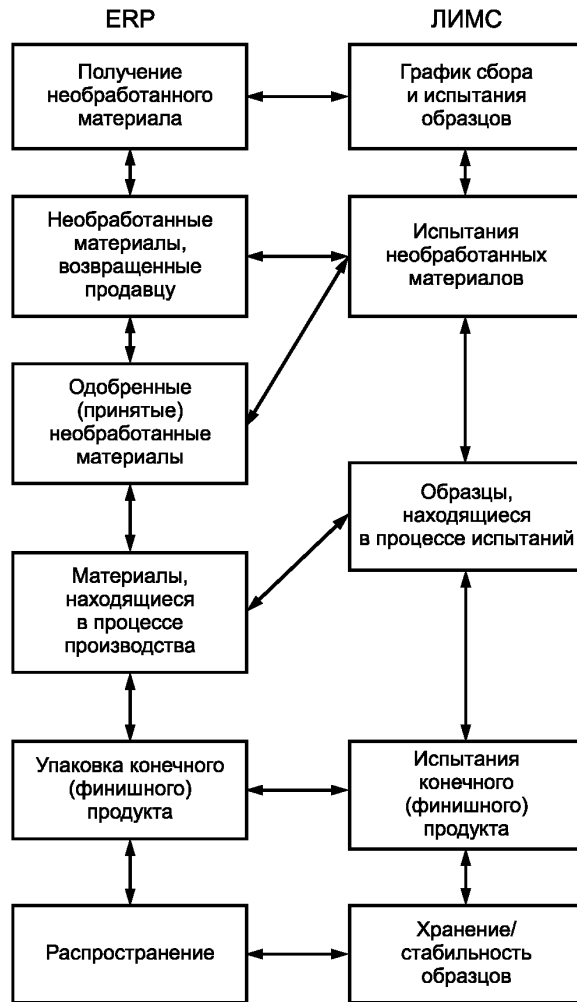 ERP
ЛИМС
Получение
необработанного
материала
График сбора
и испытания
образцов
Необработанные
материалы,
возвращенные
продавцу
Испытания
необработанных
материалов
Одобренные
(принятые)
необработанные
материалы
Образцы,
находящиеся
в процессе испытаний
Материалы,
находящиеся
в процессе
производства
Упаковка конечного
(финишного)
продукта
Испытания
конечного
(финишного)
продукта
Распространение
Хранение/
стабильность
образцов